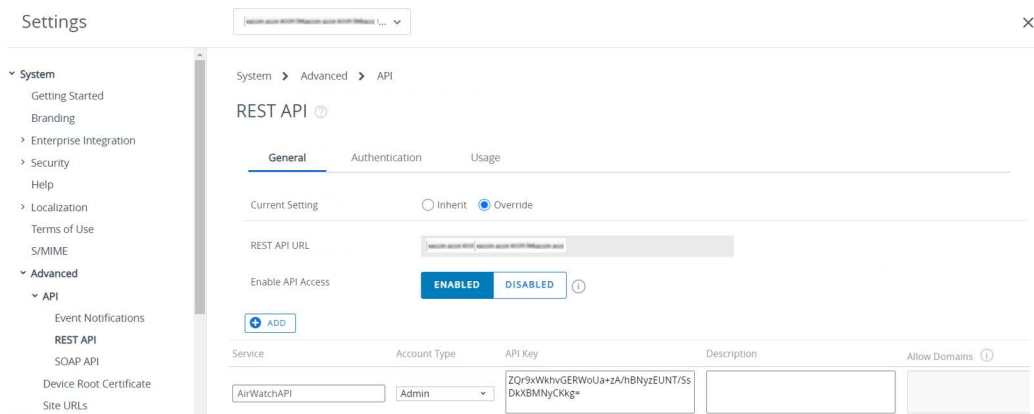 Settings
System
Getting Started
Branding
Enterprise Integration
Security
Help
Localization
Terms of Use
S/MIME
Advanced
API
Event Notifications
REST API
SOAP API
Device Root Certificate
Site URLs
System > Advanced > API
REST API
General Authentication Usage
Current Setting Inherit Override
REST API URL
Enable API Access ENABLED DISABLED
ADD
Service Account Type API Key Description Allow Domains
AirWatchAPI Admin ZQr9xWkhvGERWoUa+zA/hBNyzEUNT/Ss
DkXBMNyCKkg=